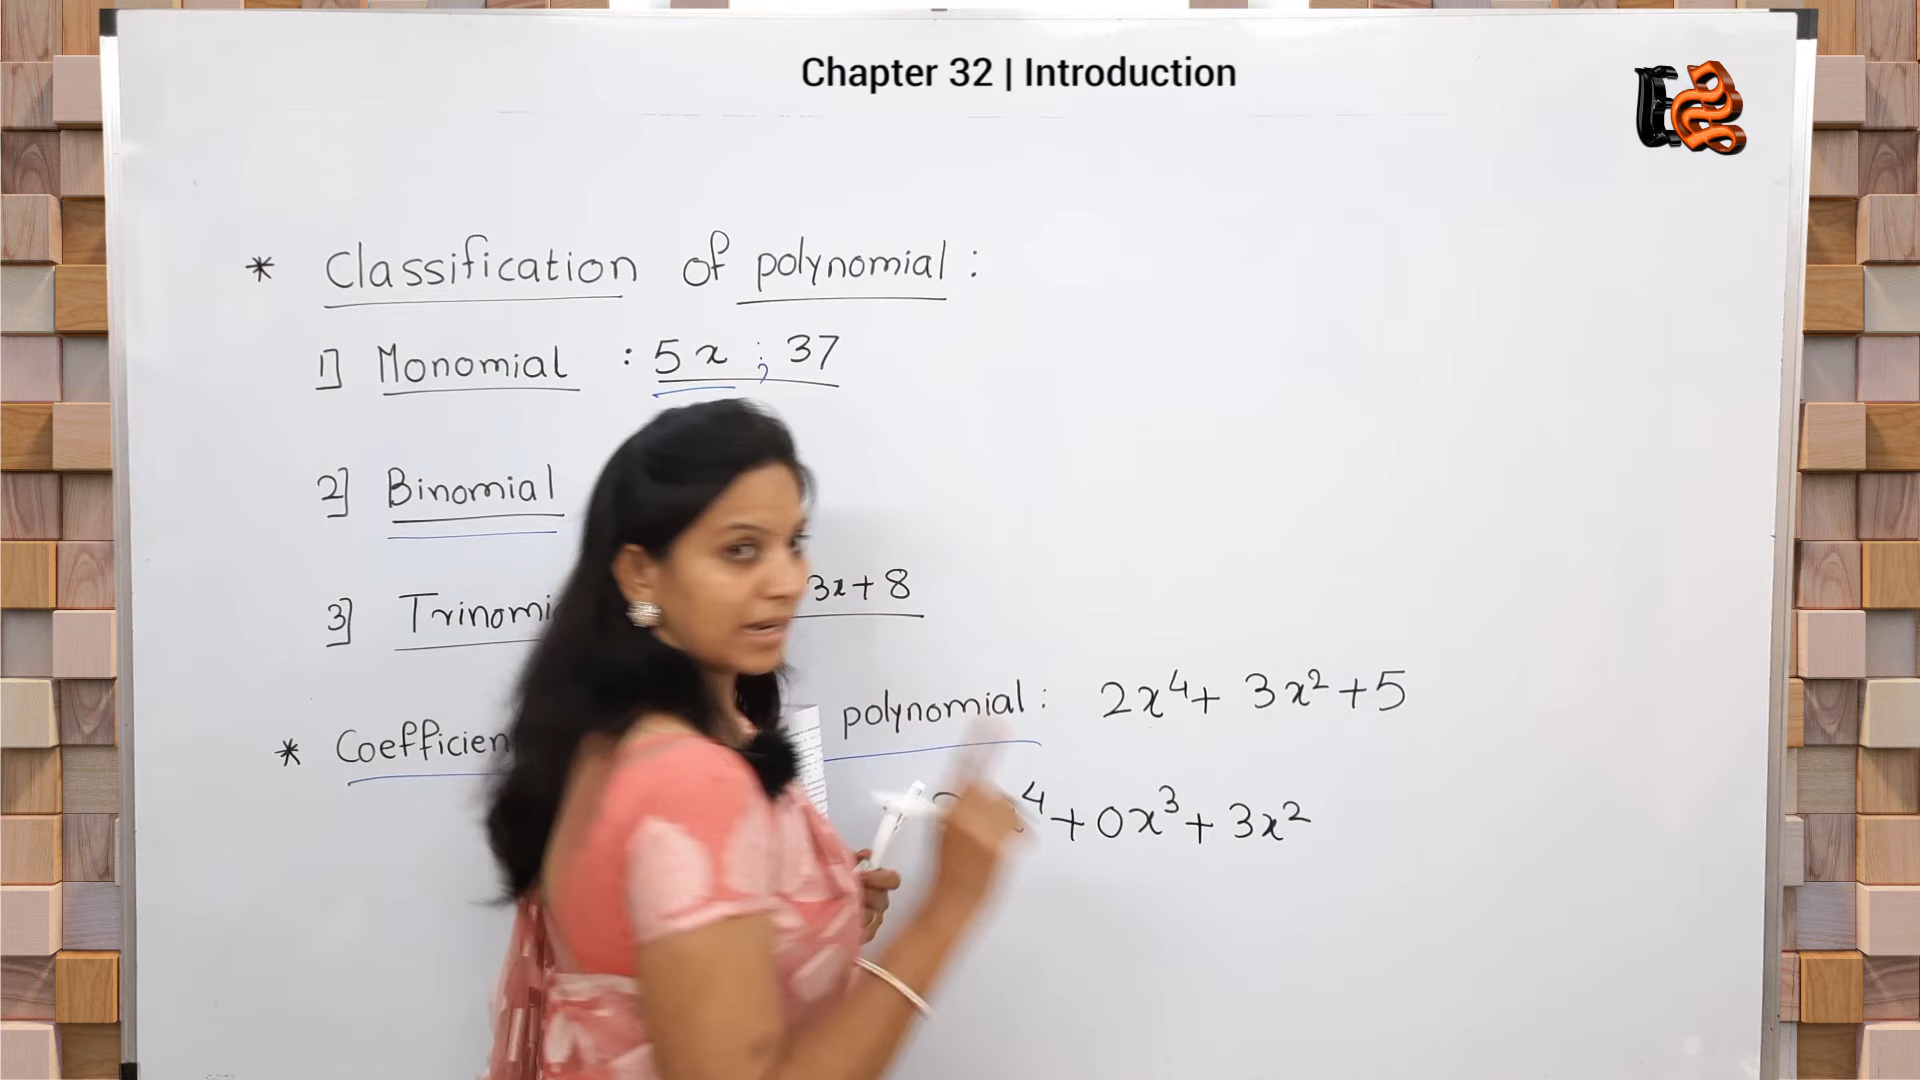 Chapter 32 | Introduction
* Classification of polynomial :
1] Monomial : 5x ; 37
2] Binomial
3] Trinomi 3x + 8
* Coefficien polynomial : 2x⁴ + 3x² + 5
x⁴ + 0x³ + 3x²